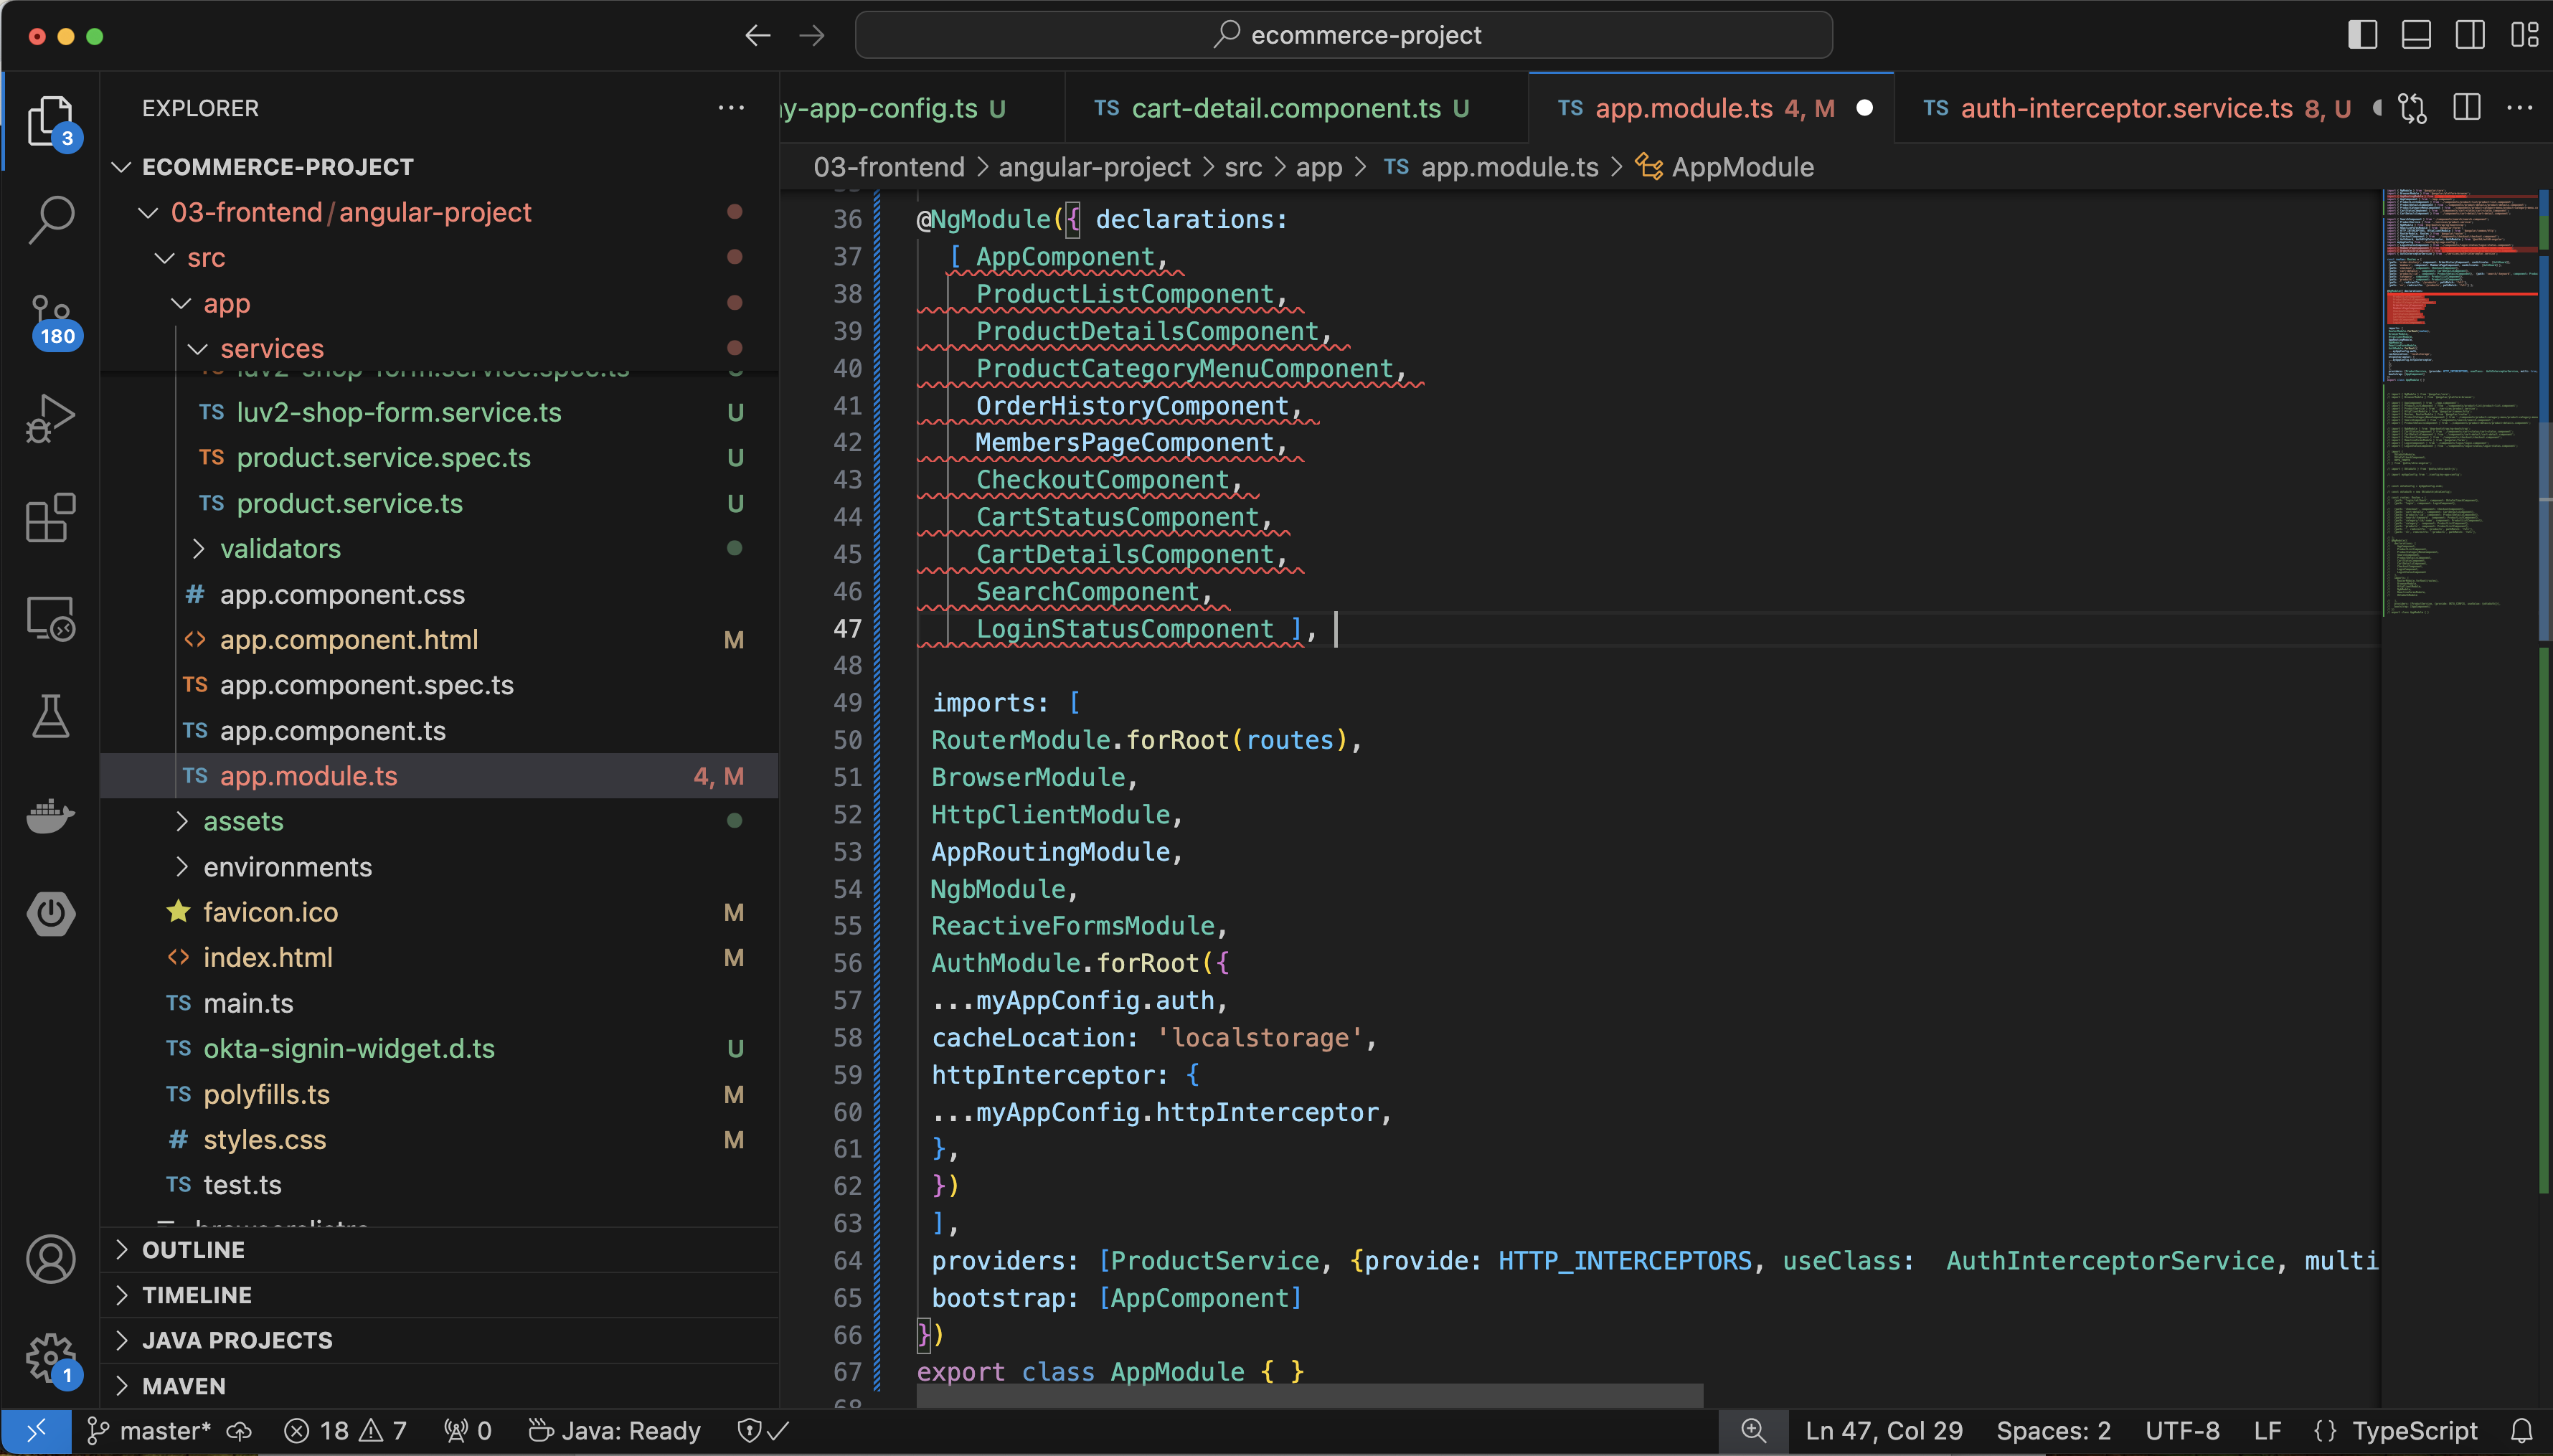 ecommerce-project
EXPLORER
y-app-config.ts U
TS cart-detail.component.ts U
TS app.module.ts 4, M
TS auth-interceptor.service.ts 8, U
3
ECOMMERCE-PROJECT
03-frontend > angular-project > src > app > TS app.module.ts > AppModule
03-frontend / angular-project
src
app
services
180
luv2-shop-form.service.spec.ts U
TS luv2-shop-form.service.ts U
TS product.service.spec.ts U
TS product.service.ts U
validators
# app.component.css
<> app.component.html M
TS app.component.spec.ts
TS app.component.ts
TS app.module.ts 4, M
assets
environments
favicon.ico M
<> index.html M
TS main.ts
TS okta-signin-widget.d.ts U
TS polyfills.ts M
# styles.css M
TS test.ts
OUTLINE
TIMELINE
JAVA PROJECTS
MAVEN
1
36 @NgModule({ declarations:
37 [ AppComponent,
38 ProductListComponent,
39 ProductDetailsComponent,
40 ProductCategoryMenuComponent,
41 OrderHistoryComponent,
42 MembersPageComponent,
43 CheckoutComponent,
44 CartStatusComponent,
45 CartDetailsComponent,
46 SearchComponent,
47 LoginStatusComponent ],
48
49 imports: [
50 RouterModule.forRoot(routes),
51 BrowserModule,
52 HttpClientModule,
53 AppRoutingModule,
54 NgbModule,
55 ReactiveFormsModule,
56 AuthModule.forRoot({
57 ...myAppConfig.auth,
58 cacheLocation: 'localstorage',
59 httpInterceptor: {
60 ...myAppConfig.httpInterceptor,
61 },
62 })
63 ],
64 providers: [ProductService, {provide: HTTP_INTERCEPTORS, useClass:  AuthInterceptorService, multi
65 bootstrap: [AppComponent]
66 })
67 export class AppModule { }
68
master* 18 7 0 Java: Ready Ln 47, Col 29 Spaces: 2 UTF-8 LF {} TypeScript